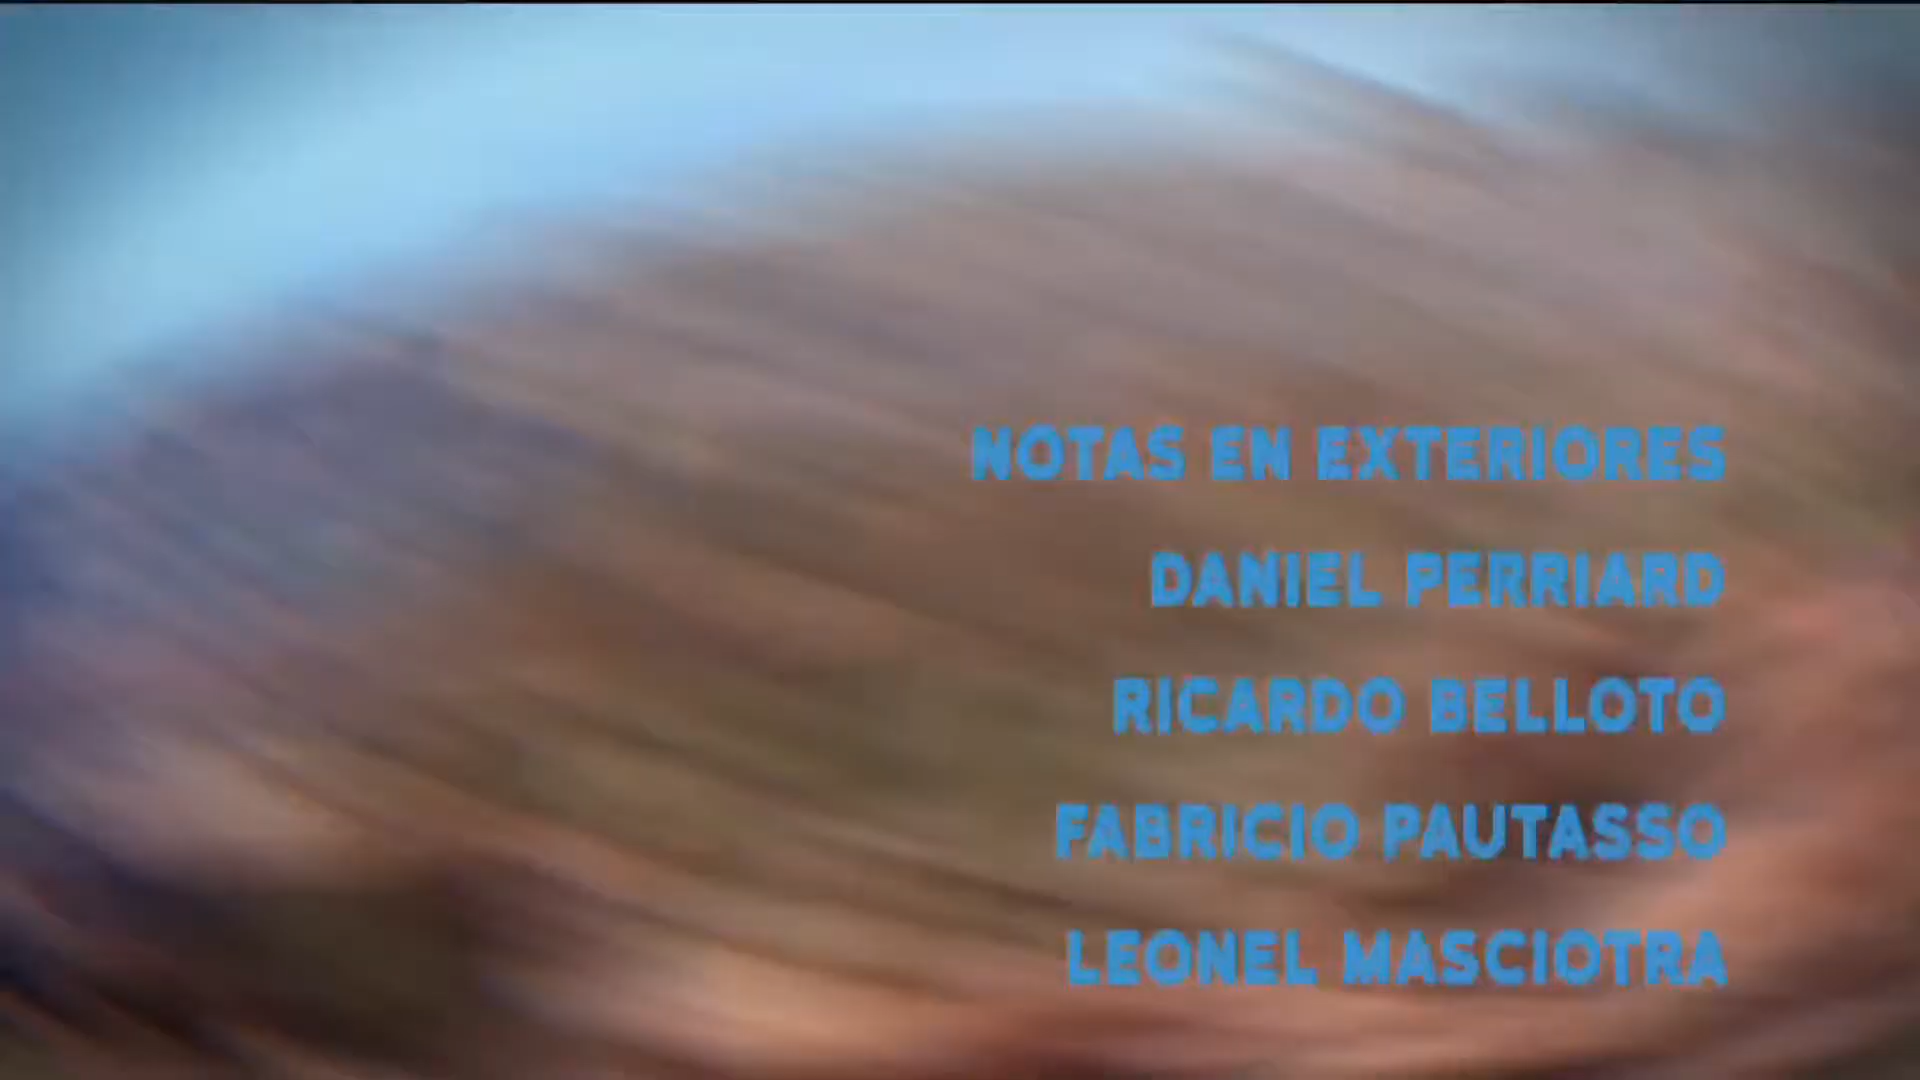 NOTAS EN EXTERIORES
DANIEL PERRIARD
RICARDO BELLOTO
FABRICIO PAUTASSO
LEONEL MASCIOTRA